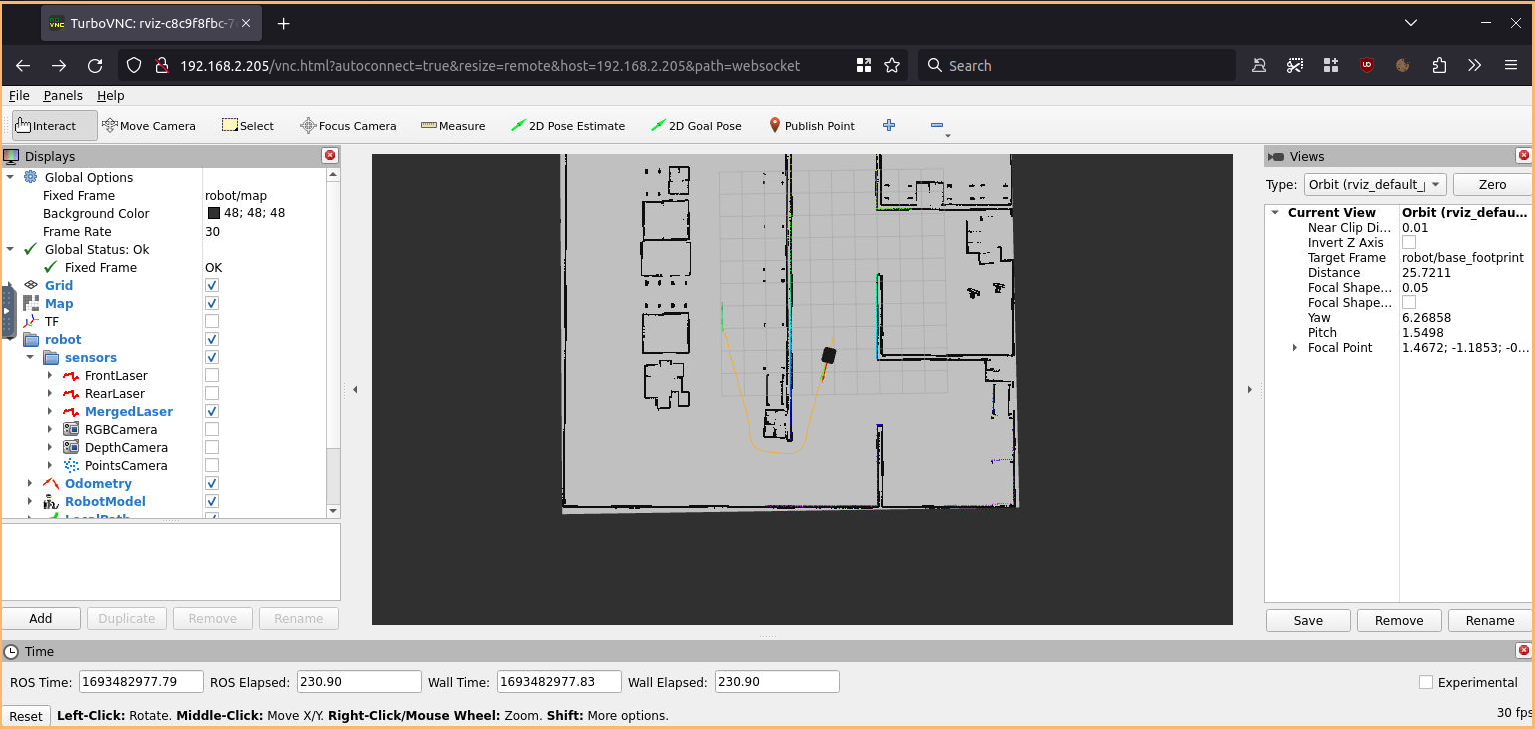 TurboVNC: rviz-c8c9f8fbc-7
192.168.2.205/vnc.html?autoconnect=true&resize=remote&host=192.168.2.205&path=websocket
Search
File Panels Help
Interact Move Camera Select Focus Camera Measure 2D Pose Estimate 2D Goal Pose Publish Point
Displays
Global Options
Fixed Frame robot/map
Background Color 48; 48; 48
Frame Rate 30
Global Status: Ok
Fixed Frame OK
Grid
Map
TF
robot
sensors
FrontLaser
RearLaser
MergedLaser
RGBCamera
DepthCamera
PointsCamera
Odometry
RobotModel
LocalPath
Add Duplicate Remove Rename
Views
Type: Orbit (rviz_default_ Zero
Current View Orbit (rviz_defau...
Near Clip Di... 0.01
Invert Z Axis
Target Frame robot/base_footprint
Distance 25.7211
Focal Shape... 0.05
Focal Shape...
Yaw 6.26858
Pitch 1.5498
Focal Point 1.4672; -1.1853; -0...
Save Remove Rename
Time
ROS Time: 1693482977.79 ROS Elapsed: 230.90 Wall Time: 1693482977.83 Wall Elapsed: 230.90 Experimental
Reset Left-Click: Rotate. Middle-Click: Move X/Y. Right-Click/Mouse Wheel: Zoom. Shift: More options. 30 fps